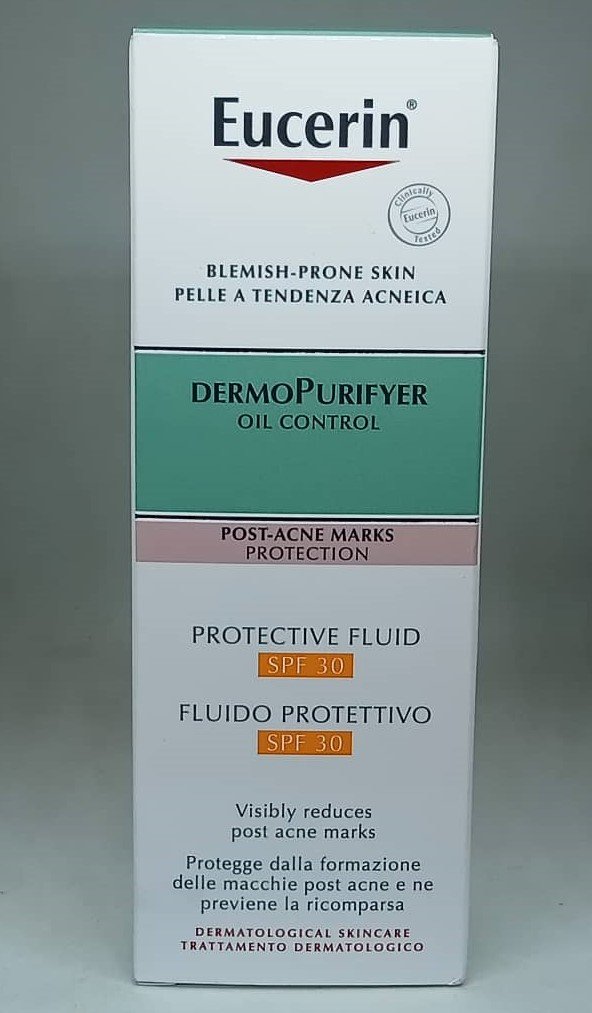 Eucerin®
Clinically
Eucerin
Tested
BLEMISH-PRONE SKIN
PELLE A TENDENZA ACNEICA
DERMOPURIFYER
OIL CONTROL
POST-ACNE MARKS
PROTECTION
PROTECTIVE FLUID
SPF 30
FLUIDO PROTETTIVO
SPF 30
Visibly reduces
post acne marks
Protegge dalla formazione
delle macchie post acne e ne
previene la ricomparsa
DERMATOLOGICAL SKINCARE
TRATTAMENTO DERMATOLOGICO